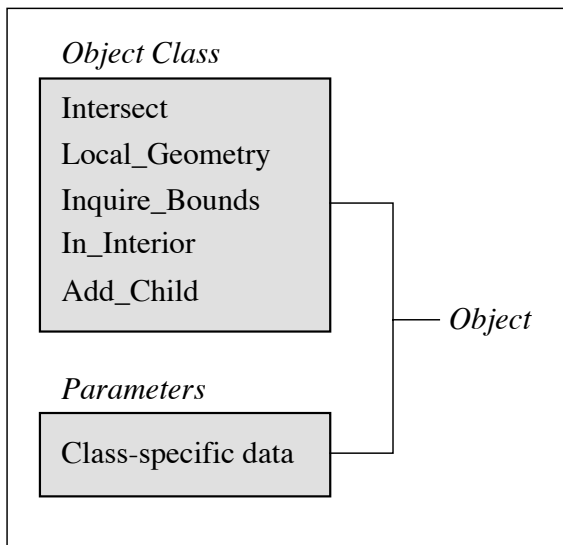 Object Class
Intersect
Local_Geometry
Inquire_Bounds
In_Interior
Add_Child
Object
Parameters
Class-specific data